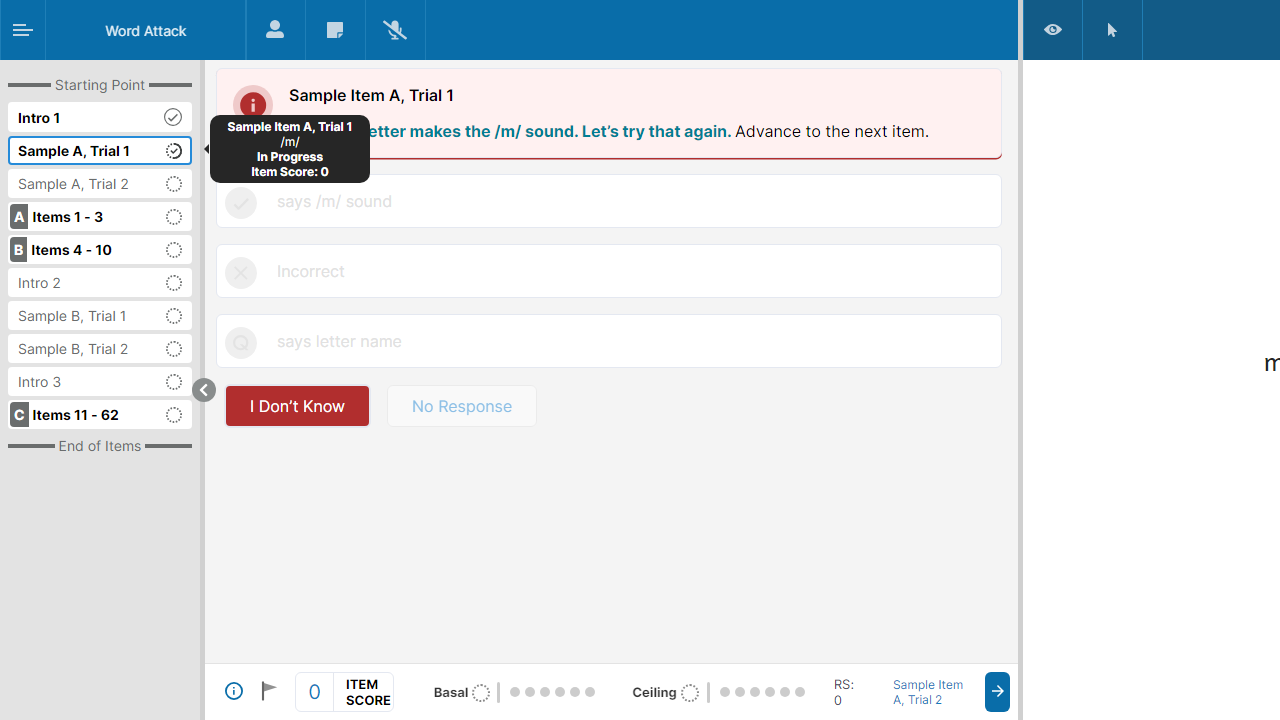 Word Attack
Starting Point
Intro 1
Sample A, Trial 1
Sample A, Trial 2
A Items 1 - 3
B Items 4 - 10
Intro 2
Sample B, Trial 1
Sample B, Trial 2
Intro 3
C Items 11 - 62
End of Items
Sample Item A, Trial 1
makes the /m/ sound. Let’s try that again. Advance to the next item.
Sample Item A, Trial 1
/m/
In Progress
Item Score: 0
says /m/ sound
Incorrect
Q says letter name
I Don’t Know
No Response
0
ITEM
SCORE
Basal
Ceiling
RS:
0
Sample Item
A, Trial 2